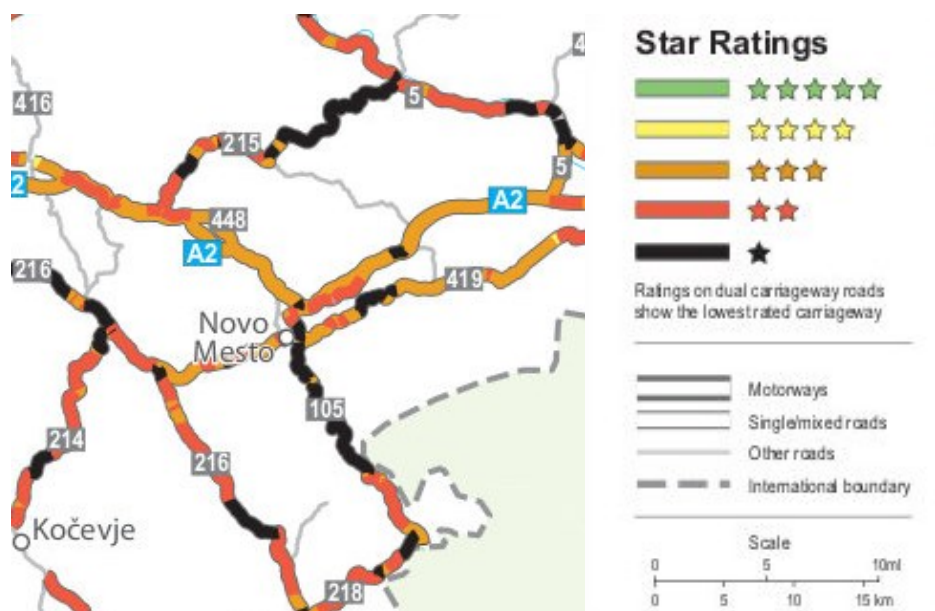 416
2
216
215
448
A2
5
4
5
A2
419
Novo
Mesto
105
214
216
Kočevje
218
Star Ratings
Ratings on dual carriageway roads
show the lowest rated carriageway
Motorways
Single/mixed roads
Other roads
International boundary
Scale
0 5 10ml
0 5 10 15 km